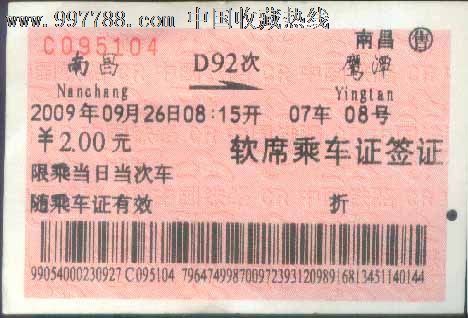 www.997788.com 中国收藏热线
C095104
南昌 ㊣售
南昌 D92次 鹰潭
Nanchang Yingtan
2009年09月26日08:15开 07车 08号
¥2.00元
软席乘车证签证
限乘当日当次车
随乘车证有效 折
99054000230927 C095104 79647499870097239312098916813451140144